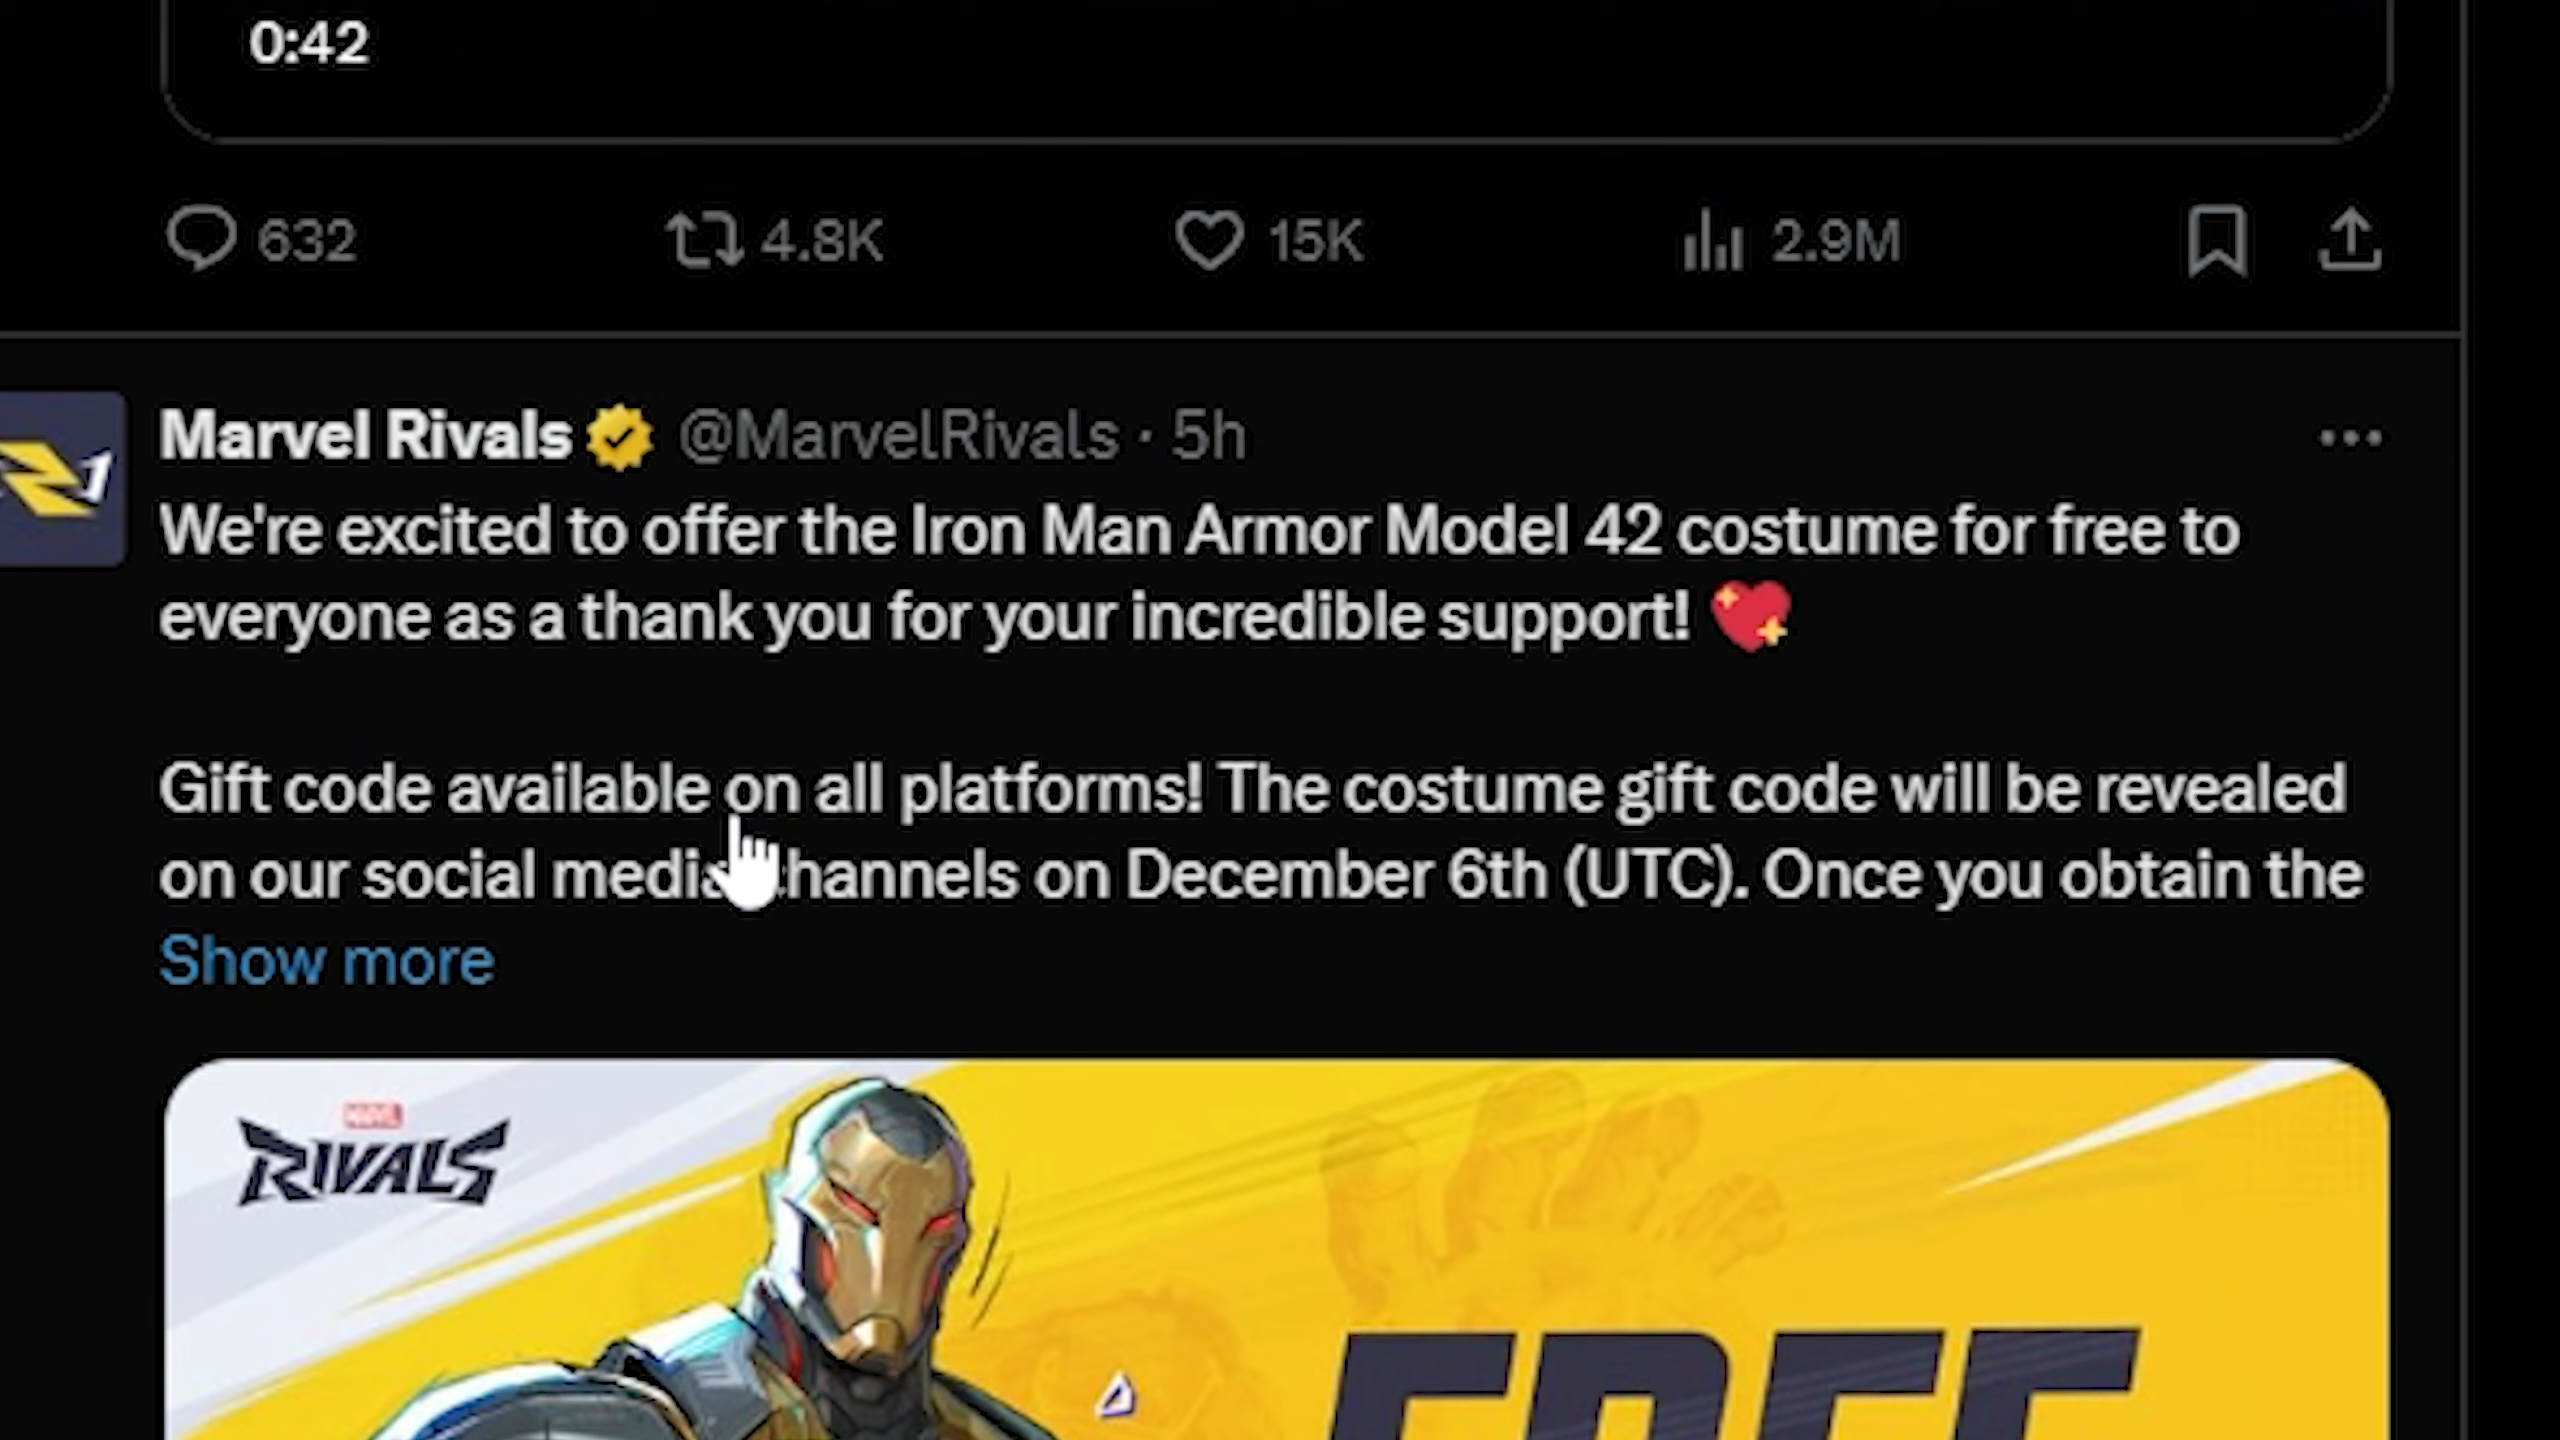 0:42
632 4.8K 15K 2.9M
Marvel Rivals @MarvelRivals · 5h
We're excited to offer the Iron Man Armor Model 42 costume for free to
everyone as a thank you for your incredible support! 💖
Gift code available on all platforms! The costume gift code will be revealed
on our social media channels on December 6th (UTC). Once you obtain the
Show more
MARVEL
RIVALS
FREE